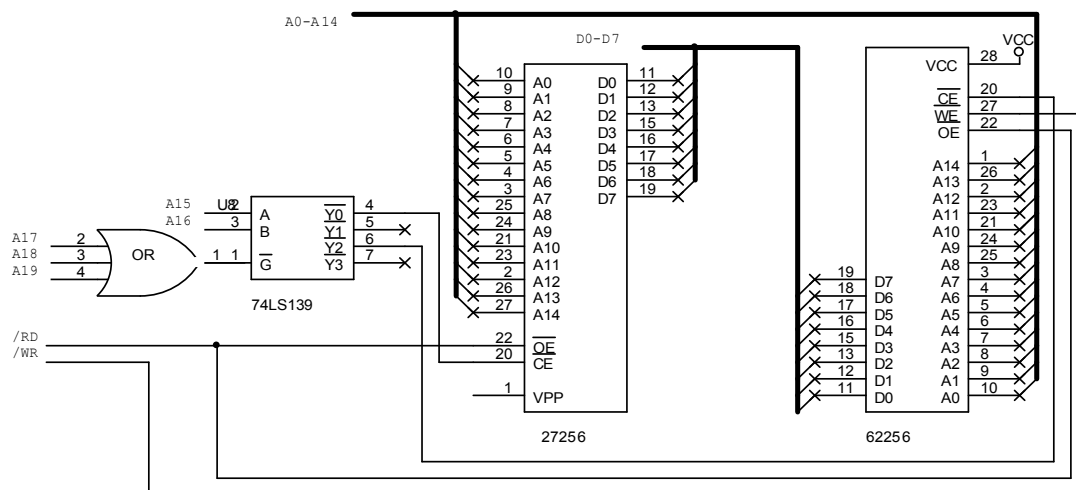 A0-A14
D0-D7
VCC
10 A0 D0 11
9 A1 D1 12
8 A2 D2 13
7 A3 D3 15
6 A4 D4 16
5 A5 D5 17
4 A6 D6 18
3 A7 D7 19
25 A8
24 A9
21 A10
23 A11
2 A12
26 A13
27 A14
22 OE
20 CE
1 VPP
27256
VCC 28
CE 20
WE 27
OE 22
A14 1
A13 26
A12 2
A11 23
A10 21
A9 24
A8 25
A7 3
A6 4
A5 5
A4 6
A3 7
A2 8
A1 9
A0 10
19 D7
18 D6
17 D5
16 D4
15 D3
13 D2
12 D1
11 D0
62256
A15 U8 2 A Y0 4
A16 3 B Y1 5
Y2 6
1 1 G Y3 7
74LS139
A17 2
A18 3
A19 4
OR
/RD
/WR